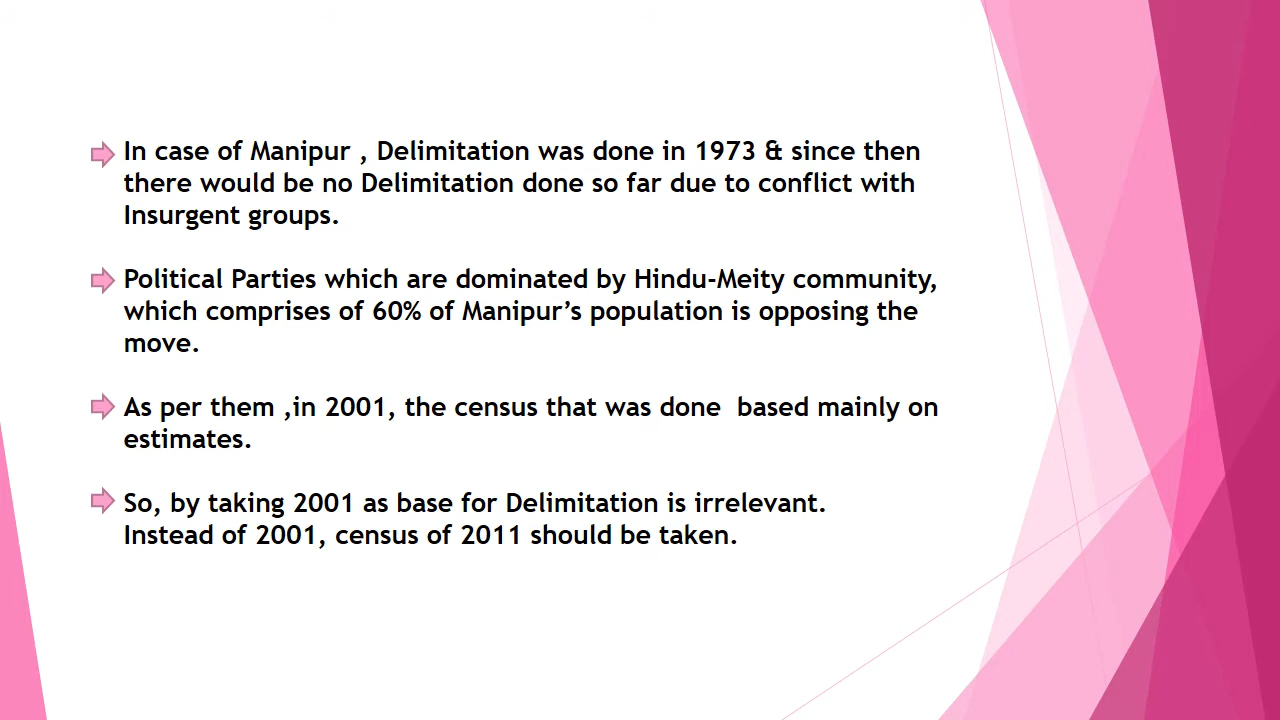 In case of Manipur , Delimitation was done in 1973 & since then
there would be no Delimitation done so far due to conflict with
Insurgent groups.
Political Parties which are dominated by Hindu-Meity community,
which comprises of 60% of Manipur’s population is opposing the
move.
As per them ,in 2001, the census that was done  based mainly on
estimates.
So, by taking 2001 as base for Delimitation is irrelevant.
Instead of 2001, census of 2011 should be taken.